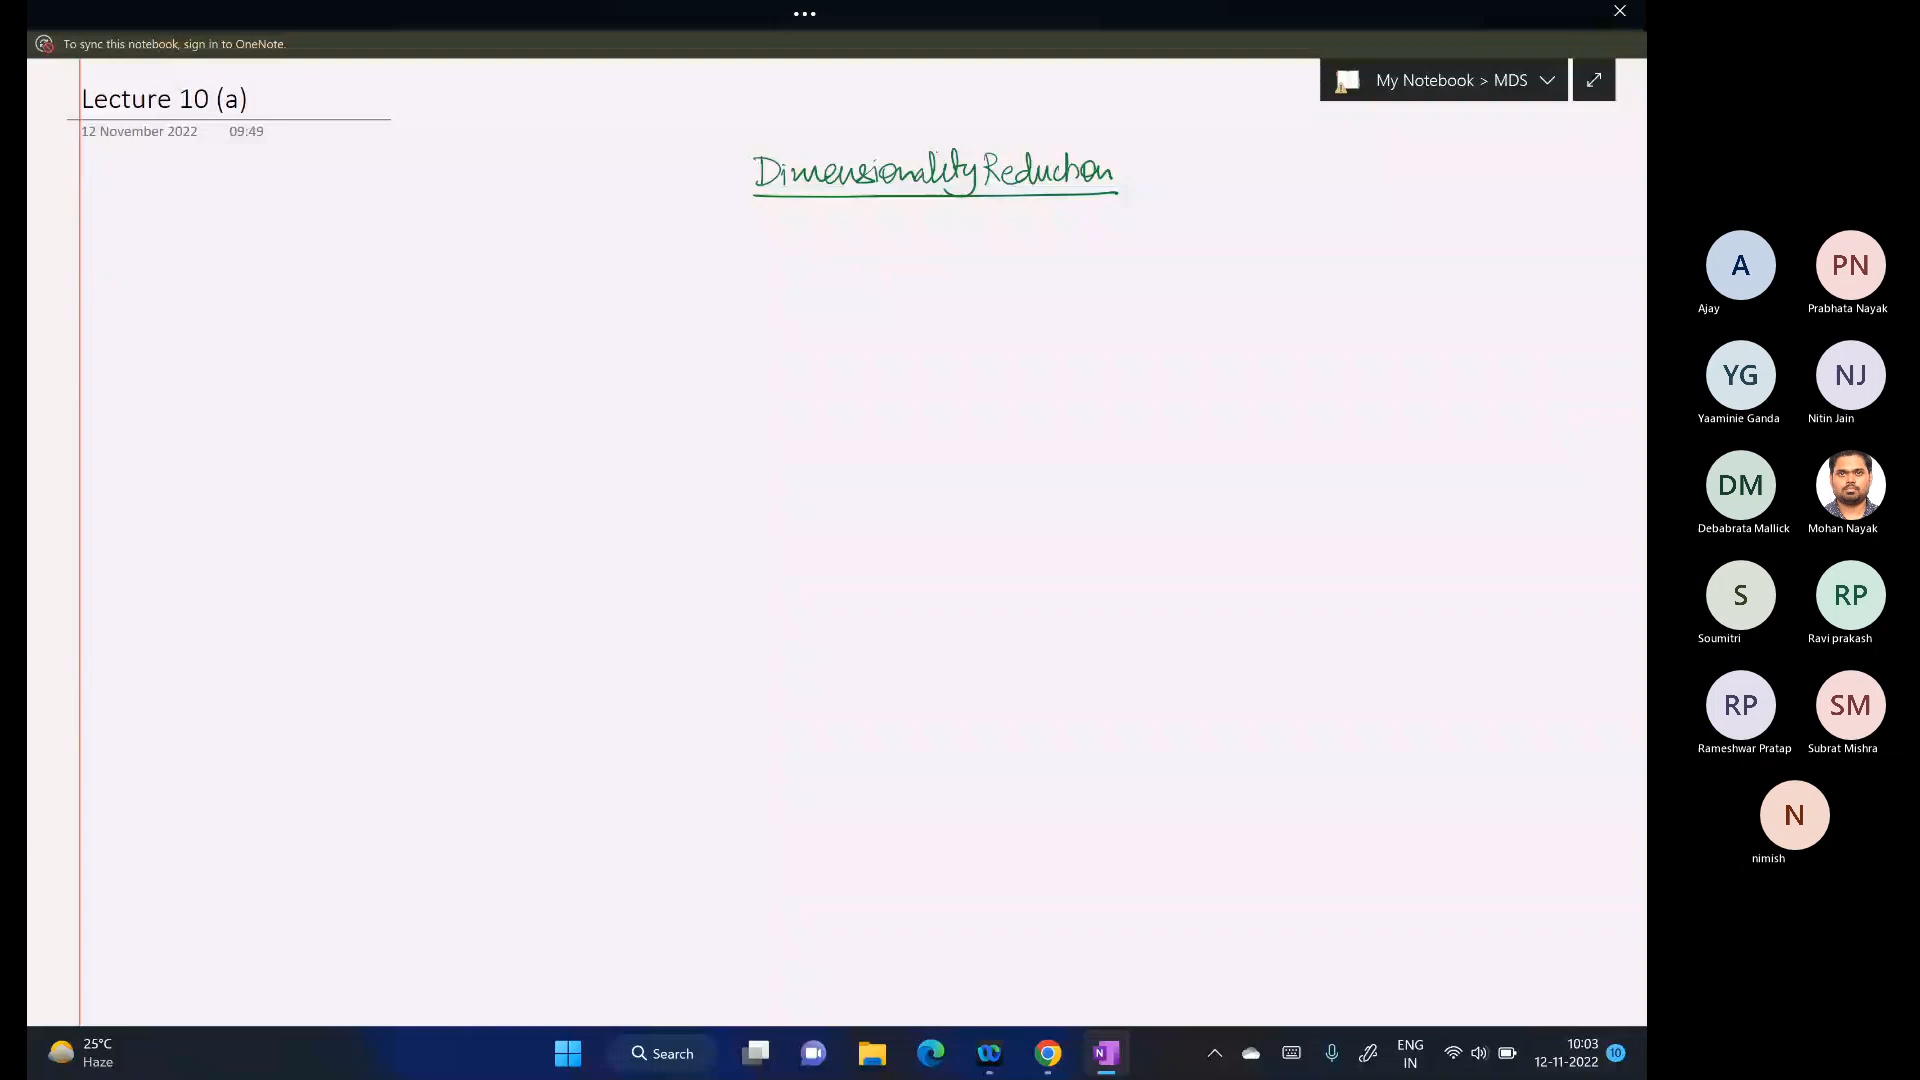 To sync this notebook, sign in to OneNote.
My Notebook > MDS
Lecture 10 (a)
12 November 2022 09:49
Dimensionality Reduction
A
Ajay
PN
Prabhata Nayak
YG
Yaaminie Ganda
NJ
Nitin Jain
DM
Debabrata Mallick
Mohan Nayak
S
Soumitri
RP
Ravi prakash
RP
Rameshwar Pratap
SM
Subrat Mishra
N
nimish
25°C
Haze
Search
N
ENG
IN
10:03
12-11-2022
10